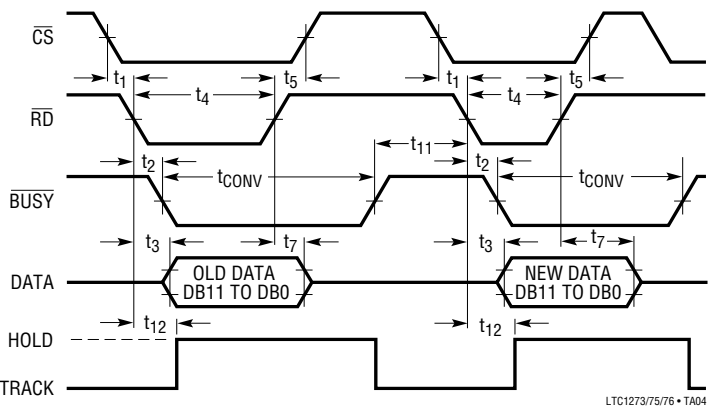 CS
t1 t5 t1 t5
t4 t4
RD
t11
t2 tCONV t2 tCONV
BUSY
t3 t7 t3 t7
DATA OLD DATA DB11 TO DB0 NEW DATA DB11 TO DB0
t12 t12
HOLD
TRACK
LTC1273/75/76 • TA04